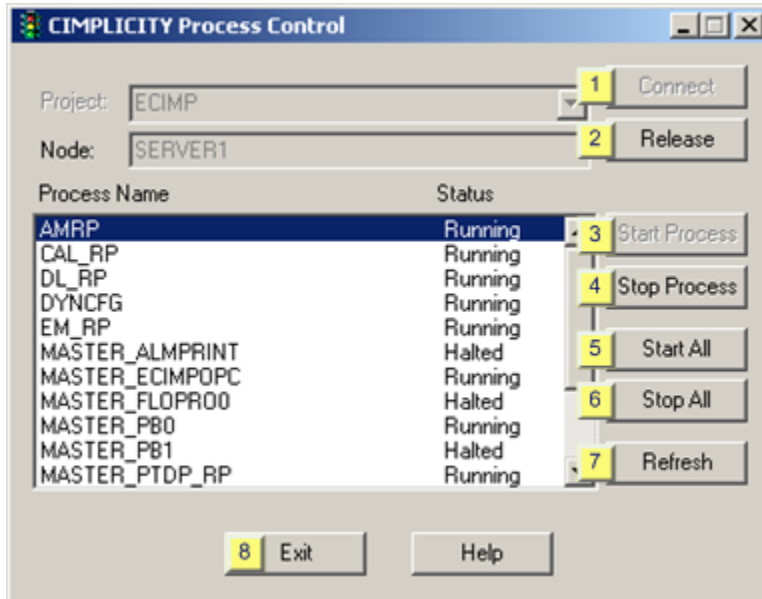 CIMPLICITY Process Control
Project: ECIMP
1 Connect
Node: SERVER1
2 Release
Process Name Status
AMRP Running
3 Start Process
CAL_RP Running
DL_RP Running
4 Stop Process
DYNCFG Running
EM_RP Running
5 Start All
MASTER_ALMPRINT Halted
MASTER_ECIMPOPC Running
6 Stop All
MASTER_FLOPRO0 Halted
MASTER_PB0 Running
MASTER_PB1 Halted
7 Refresh
MASTER_PTDP_RP Running
8 Exit Help